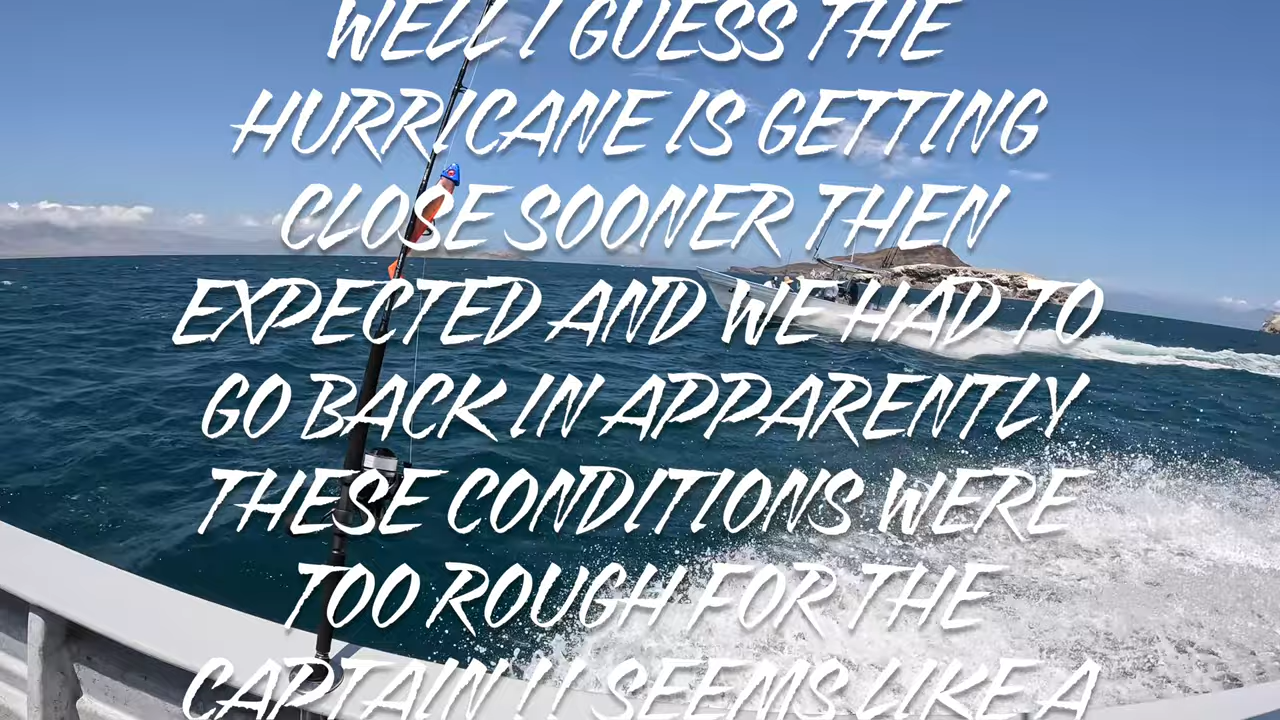 WELL I GUESS THE
HURRICANE IS GETTING
CLOSE SOONER THEN
EXPECTED AND WE HAD TO
GO BACK IN APPARENTLY
THESE CONDITIONS WERE
TOO ROUGH FOR THE
CAPTAIN !! SEEMS LIKE A